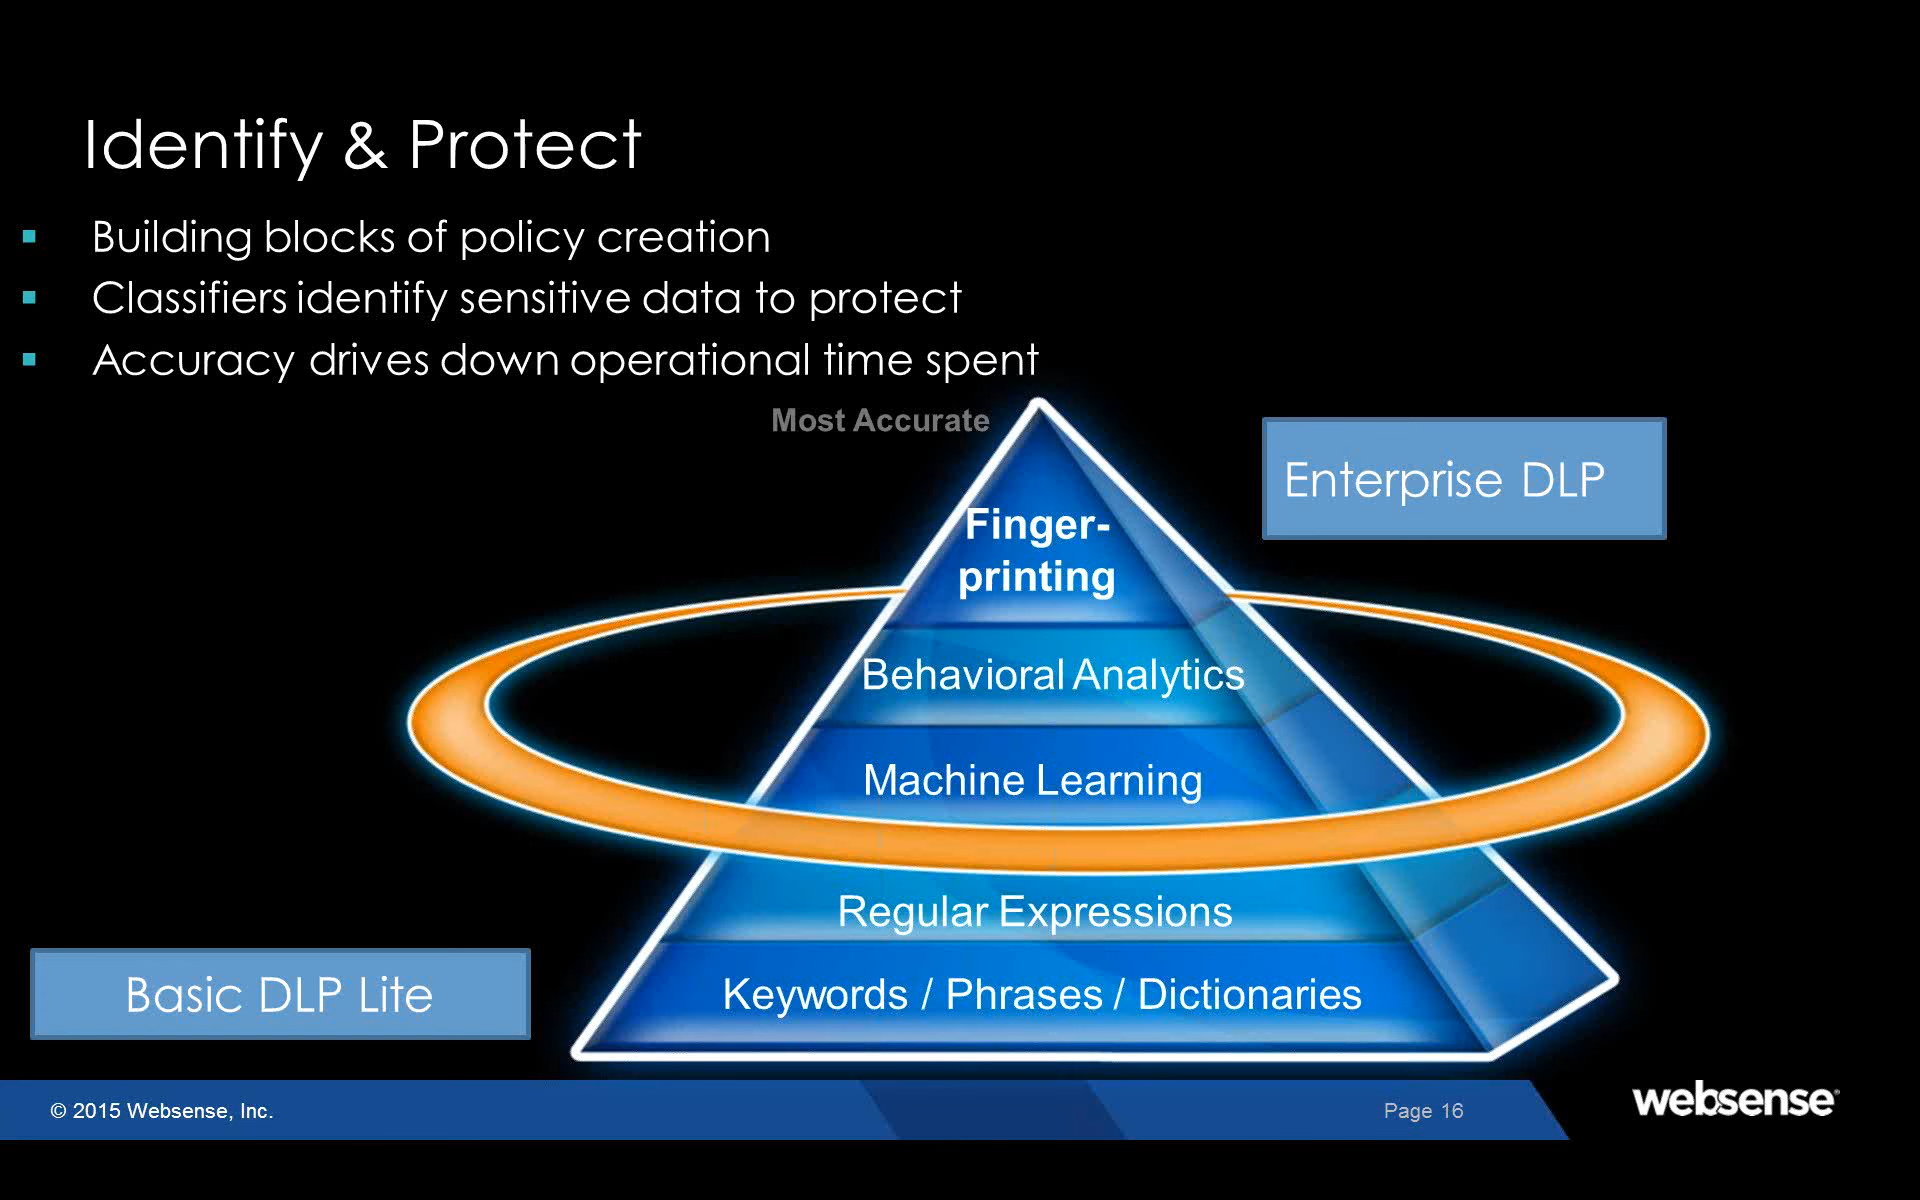 Identify & Protect
Building blocks of policy creation
Classifiers identify sensitive data to protect
Accuracy drives down operational time spent
Most Accurate
Enterprise DLP
Finger-
printing
Behavioral Analytics
Machine Learning
Regular Expressions
Keywords / Phrases / Dictionaries
Basic DLP Lite
© 2015 Websense, Inc.
Page 16
websense